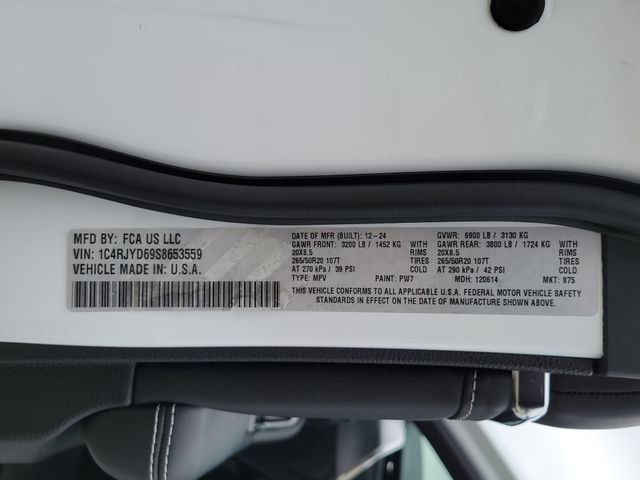 MFD BY: FCA US LLC
VIN: 1C4RJYD69S8653559
VEHICLE MADE IN: U.S.A.
DATE OF MFR (BUILT): 12-24 GVWR: 6900 LB / 3130 KG
GAWR FRONT: 3200 LB / 1452 KG WITH GAWR REAR: 3800 LB / 1724 KG WITH
20X8.5 RIMS 20X8.5 RIMS
265/50R20 107T TIRES 265/50R20 107T TIRES
AT 270 kPa / 39 PSI COLD AT 290 kPa / 42 PSI COLD
TYPE: MPV PAINT: PW7 MDH: 120614 MKT: 875
THIS VEHICLE CONFORMS TO ALL APPLICABLE U.S.A. FEDERAL MOTOR VEHICLE SAFETY
STANDARDS IN EFFECT ON THE DATE OF MANUFACTURE SHOWN ABOVE.